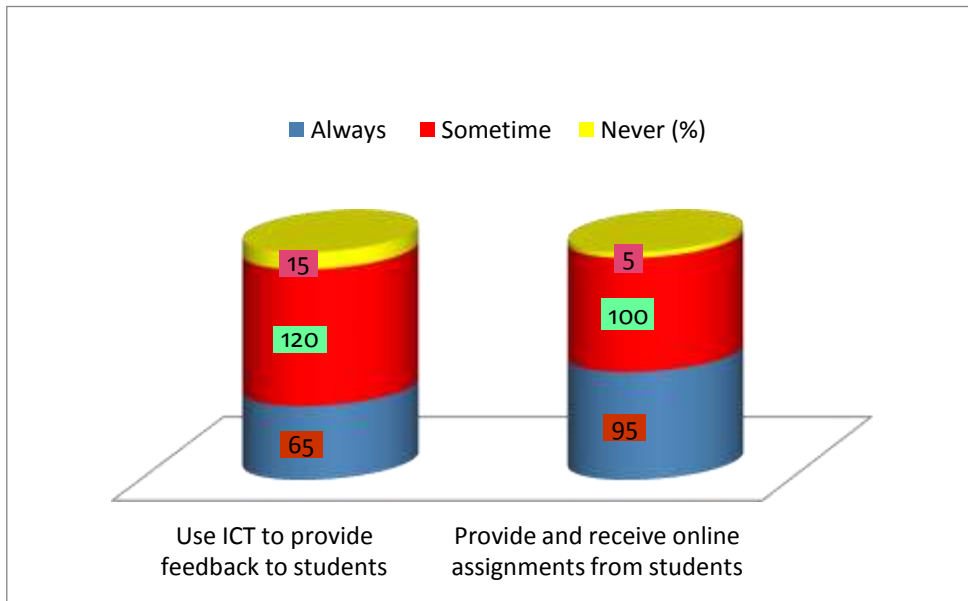 Always Sometime Never (%)
15 5
120 100
65 95
Use ICT to provide Provide and receive online
feedback to students assignments from students